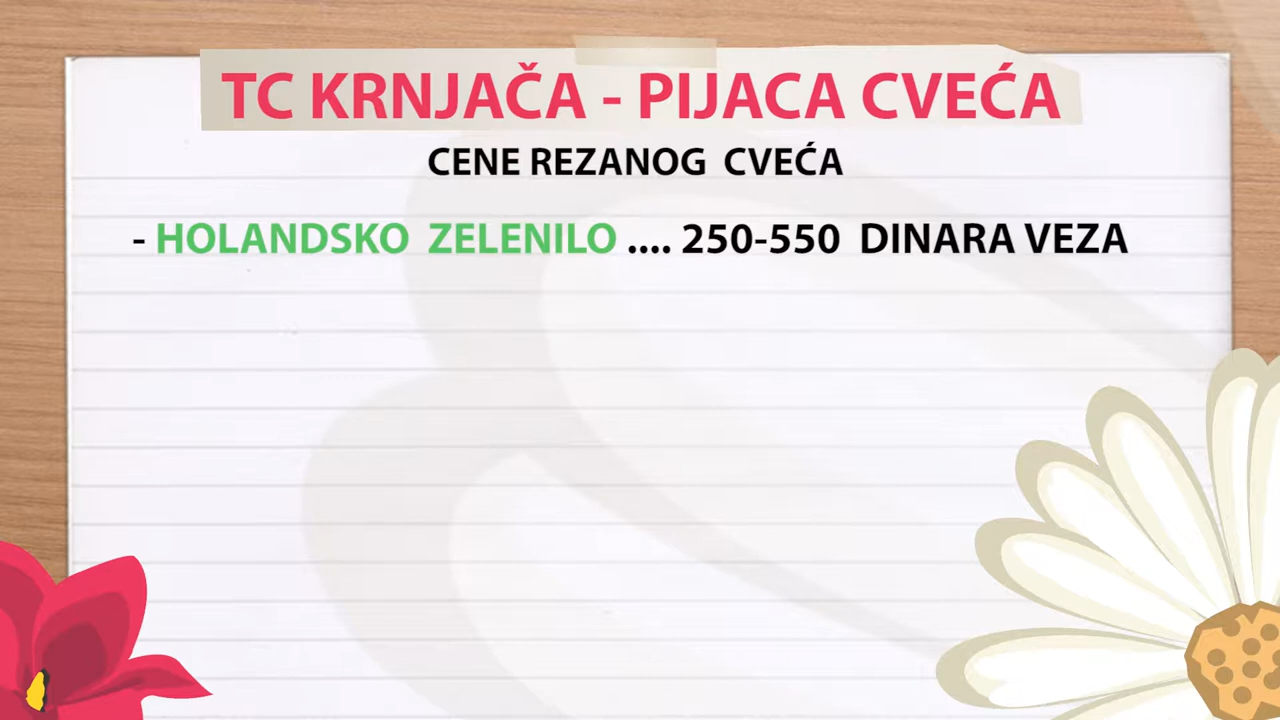 TC KRNJAČA - PIJACA CVEĆA
CENE REZANOG CVEĆA
- HOLANDSKO ZELENILO .... 250-550 DINARA VEZA